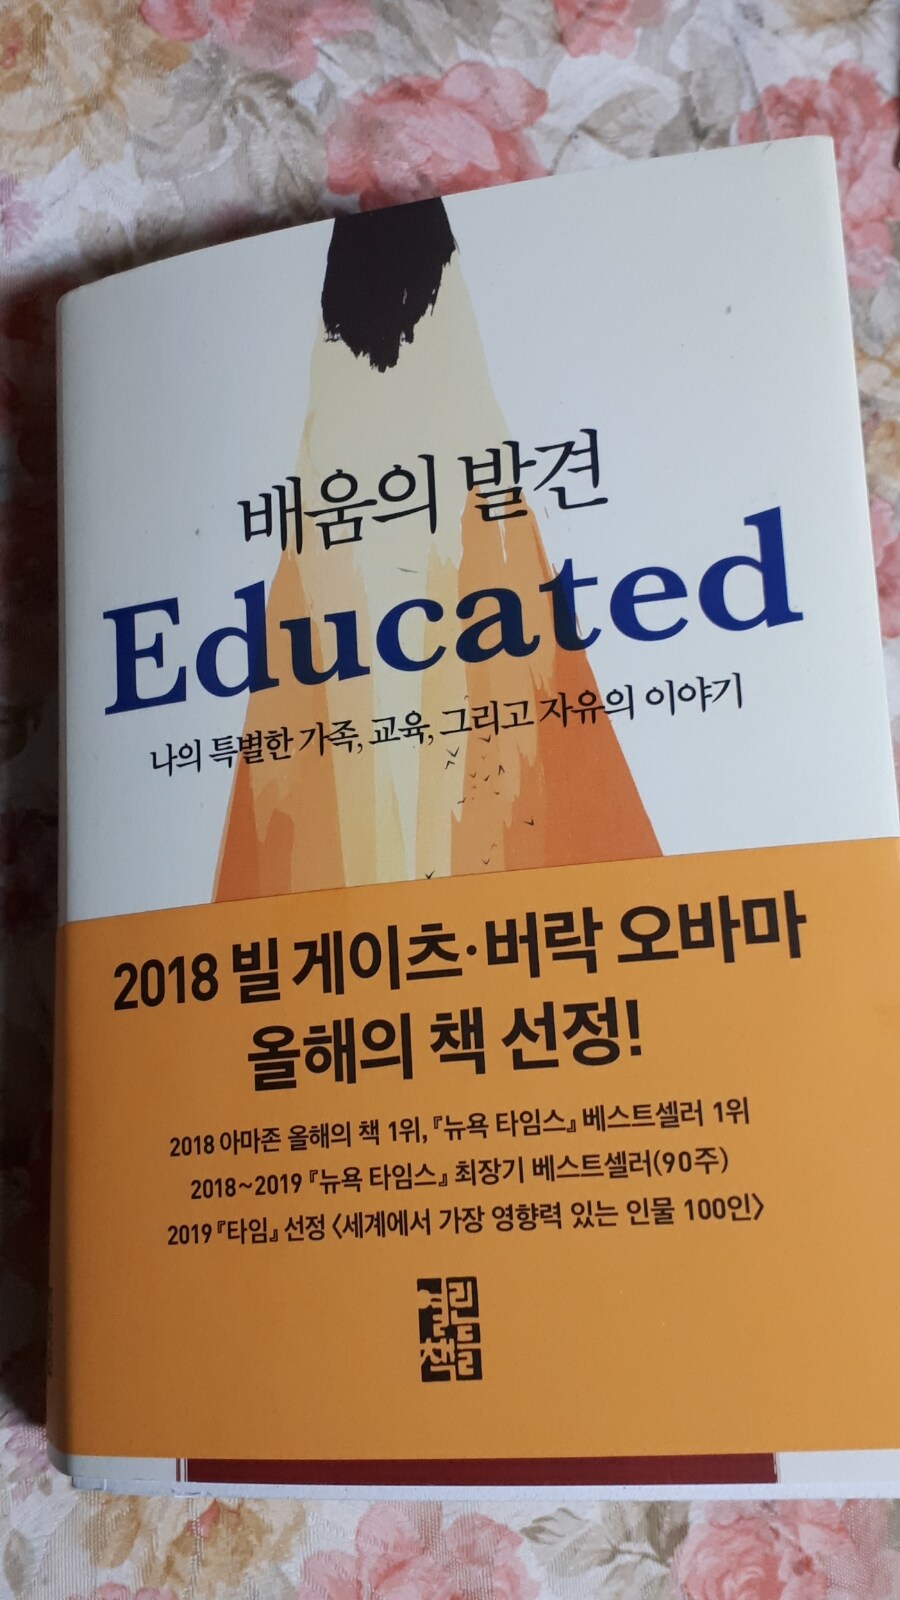 배움의 발견
Educated
나의 특별한 가족, 교육, 그리고 자유의 이야기
2018 빌 게이츠·버락 오바마
올해의 책 선정!
2018 아마존 올해의 책 1위, 『뉴욕 타임스』 베스트셀러 1위
2018~2019 『뉴욕 타임스』 최장기 베스트셀러(90주)
2019 『타임』 선정 〈세계에서 가장 영향력 있는 인물 100인〉
열린
책들